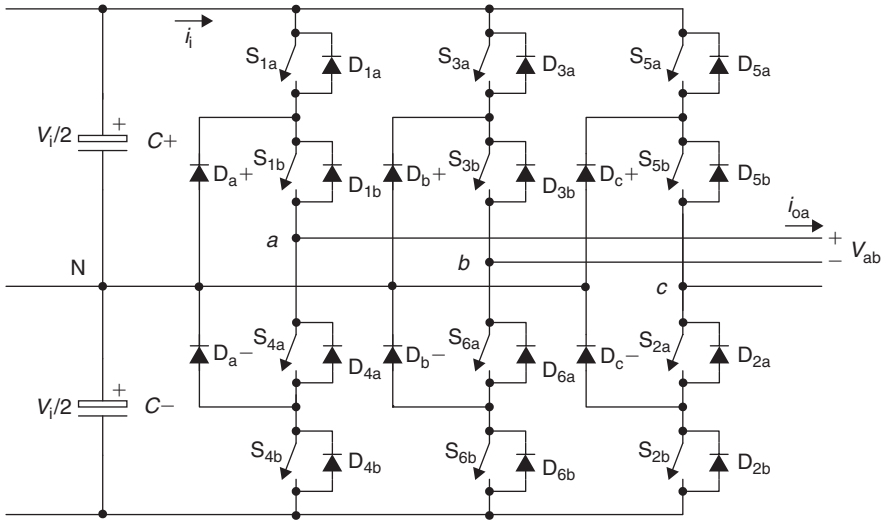 i_i
S_1a D_1a S_3a D_3a S_5a D_5a
V_i/2 + C+
D_a+ S_1b D_1b D_b+ S_3b D_3b D_c+ S_5b D_5b
i_oa
a +
N b − V_ab
c
D_a− S_4a D_4a D_b− S_6a D_6a D_c− S_2a D_2a
V_i/2 + C−
S_4b D_4b S_6b D_6b S_2b D_2b